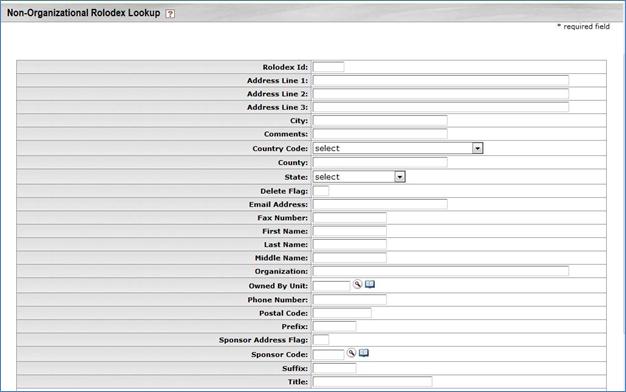 Non-Organizational Rolodex Lookup ?
* required field
Rolodex Id:
Address Line 1:
Address Line 2:
Address Line 3:
City:
Comments:
Country Code: select
County:
State: select
Delete Flag:
Email Address:
Fax Number:
First Name:
Last Name:
Middle Name:
Organization:
Owned By Unit:
Phone Number:
Postal Code:
Prefix:
Sponsor Address Flag:
Sponsor Code:
Suffix:
Title: